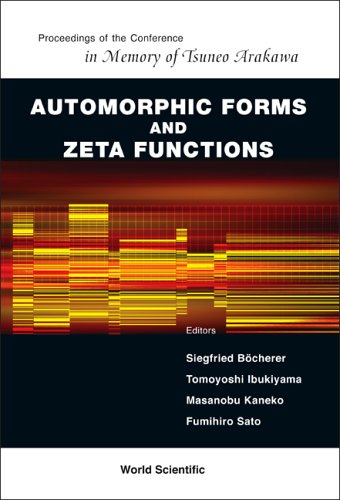 Proceedings of the Conference
in Memory of Tsuneo Arakawa
AUTOMORPHIC FORMS
AND
ZETA FUNCTIONS
Editors
Siegfried Böcherer
Tomoyoshi Ibukiyama
Masanobu Kaneko
Fumihiro Sato
World Scientific